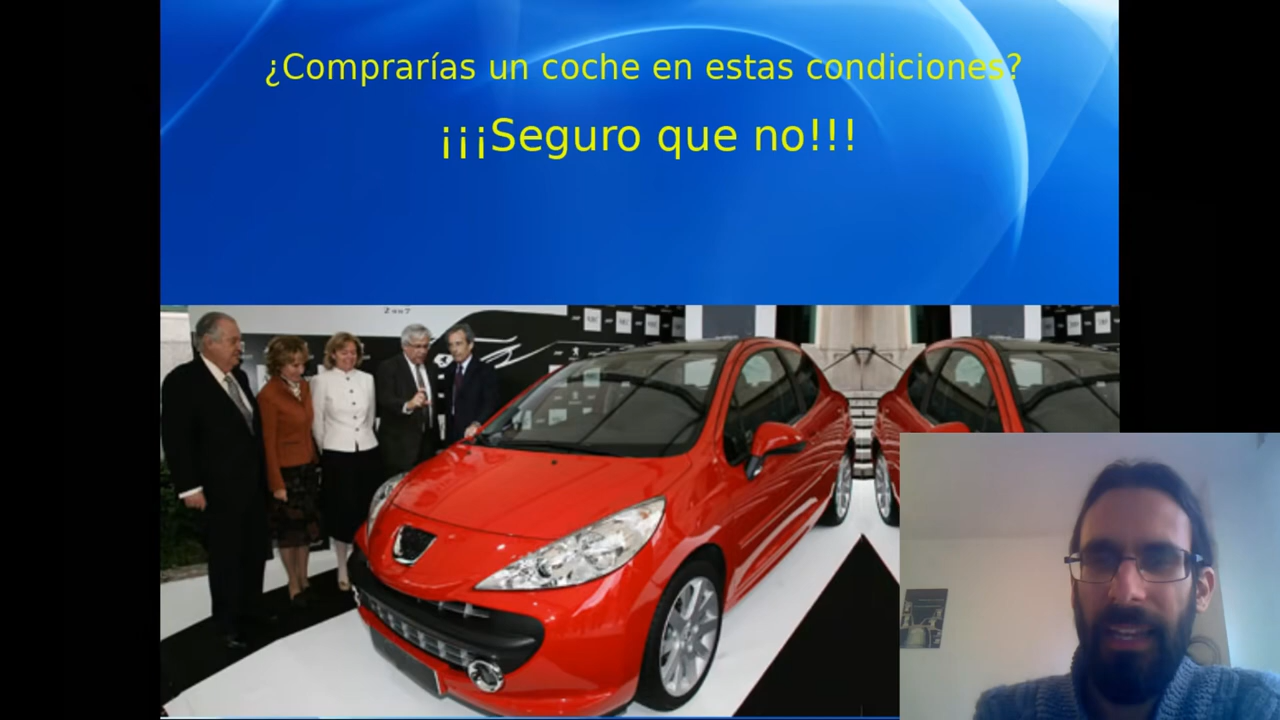 ¿Comprarías un coche en estas condiciones?
¡¡¡Seguro que no!!!